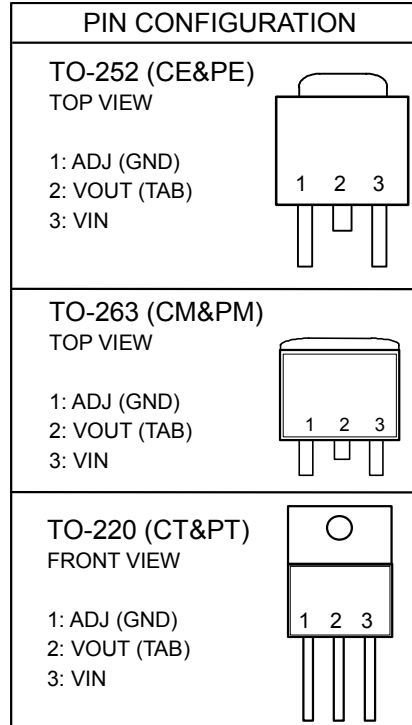 PIN CONFIGURATION
TO-252 (CE&PE)
TOP VIEW
1: ADJ (GND)
2: VOUT (TAB)
3: VIN
1 2 3
TO-263 (CM&PM)
TOP VIEW
1: ADJ (GND)
2: VOUT (TAB)
3: VIN
1 2 3
TO-220 (CT&PT)
FRONT VIEW
1: ADJ (GND)
2: VOUT (TAB)
3: VIN
1 2 3